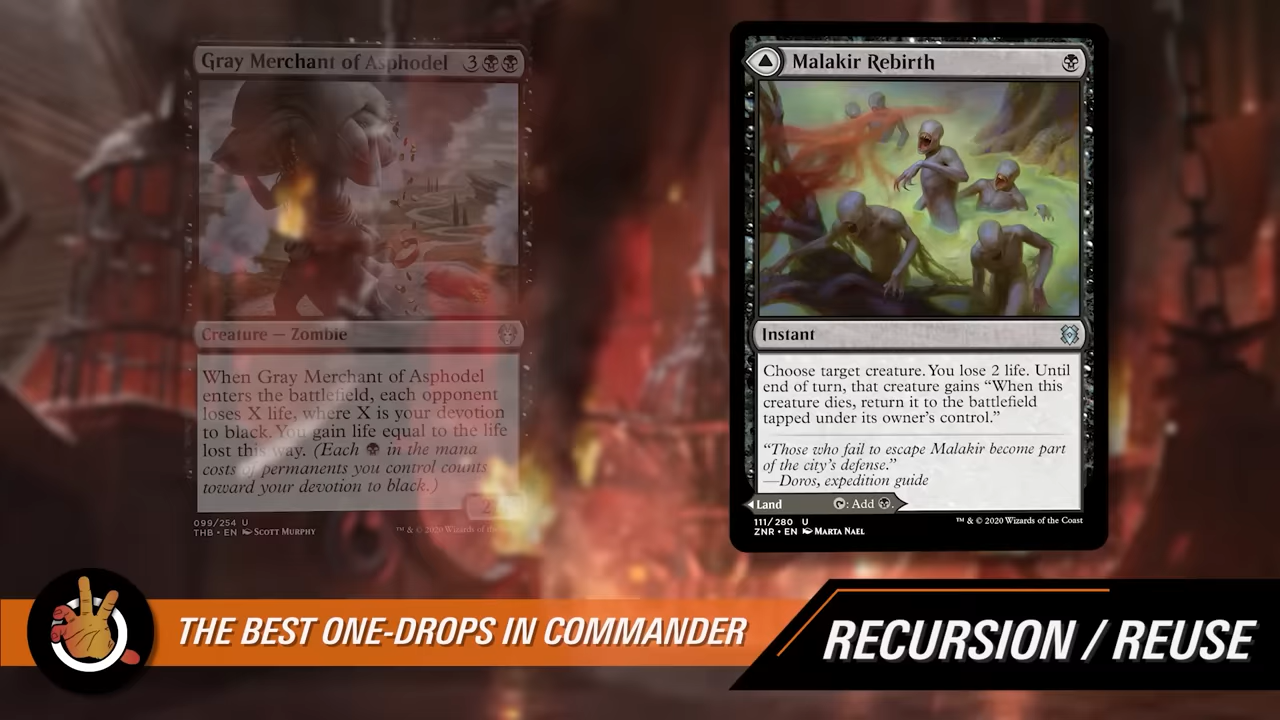 Gray Merchant of Asphodel 3
Creature — Zombie
When Gray Merchant of Asphodel
enters the battlefield, each opponent
loses X life, where X is your devotion
to black. You gain life equal to the life
lost this way. (Each in the mana
costs of permanents you control counts
toward your devotion to black.)
2
099/254 U
THB • EN Scott Murphy
™ & © 2020 Wizards of the
Malakir Rebirth
Instant
Choose target creature. You lose 2 life. Until
end of turn, that creature gains “When this
creature dies, return it to the battlefield
tapped under its owner’s control.”
“Those who fail to escape Malakir become part
of the city’s defense.”
—Doros, expedition guide
Land : Add .
111/280 U
ZNR • EN Marta Nael
™ & © 2020 Wizards of the Coast
THE BEST ONE-DROPS IN COMMANDER
RECURSION / REUSE